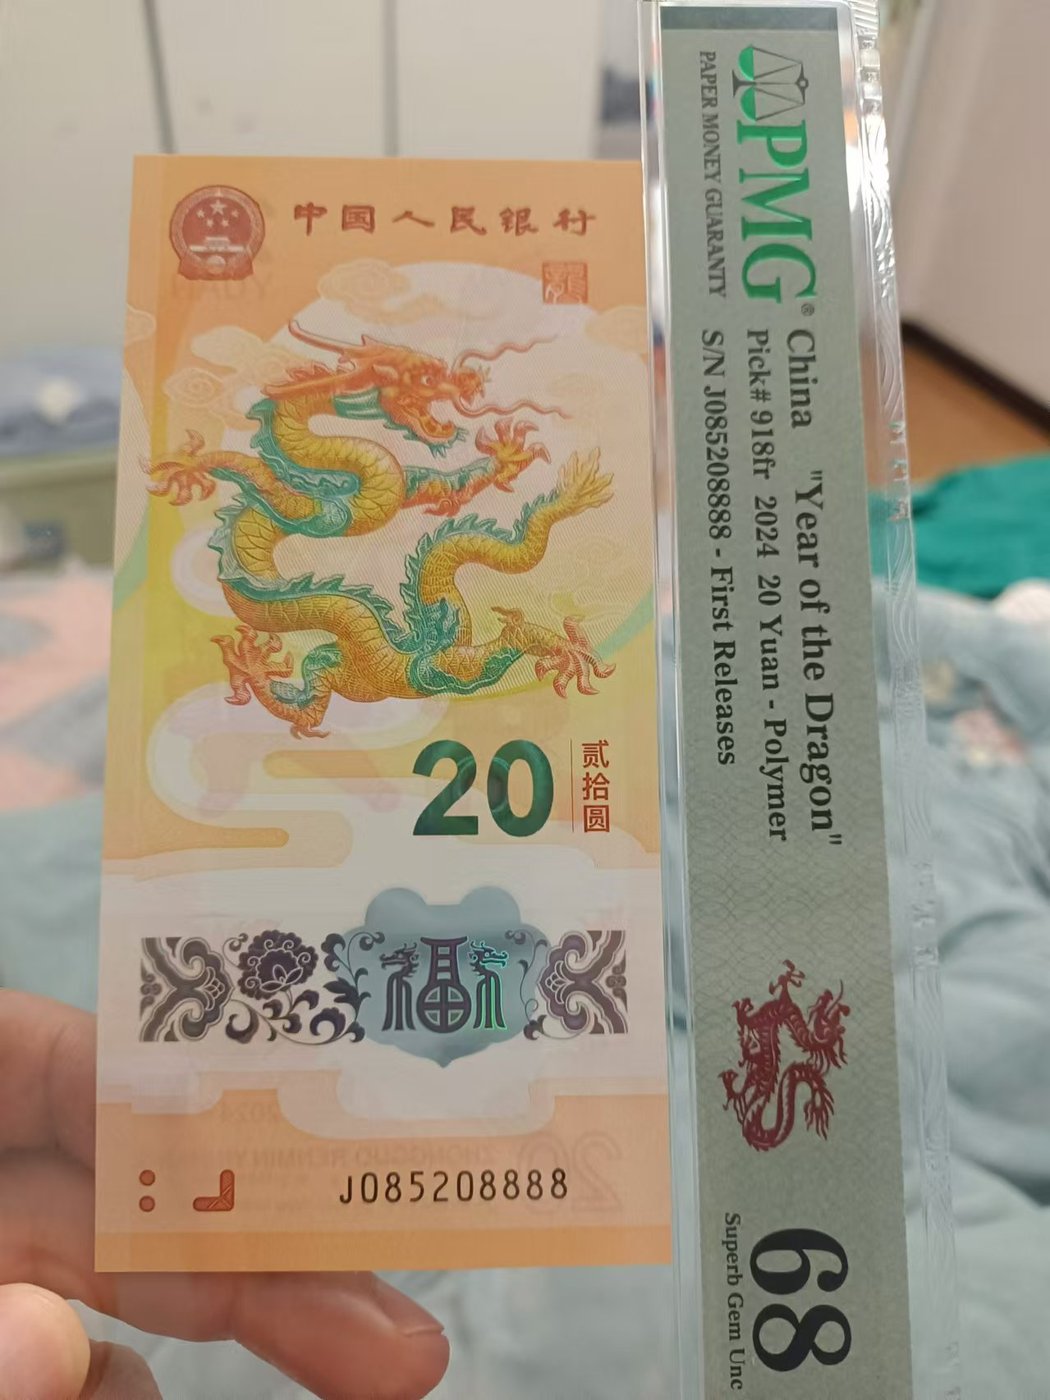 中国人民银行
龍
20
贰拾圆
福
J085208888
PMG®
PAPER MONEY GUARANTY
China "Year of the Dragon"
Pick# 918fr 2024 20 Yuan - Polymer
S/N J085208888 - First Releases
68
Superb Gem Unc